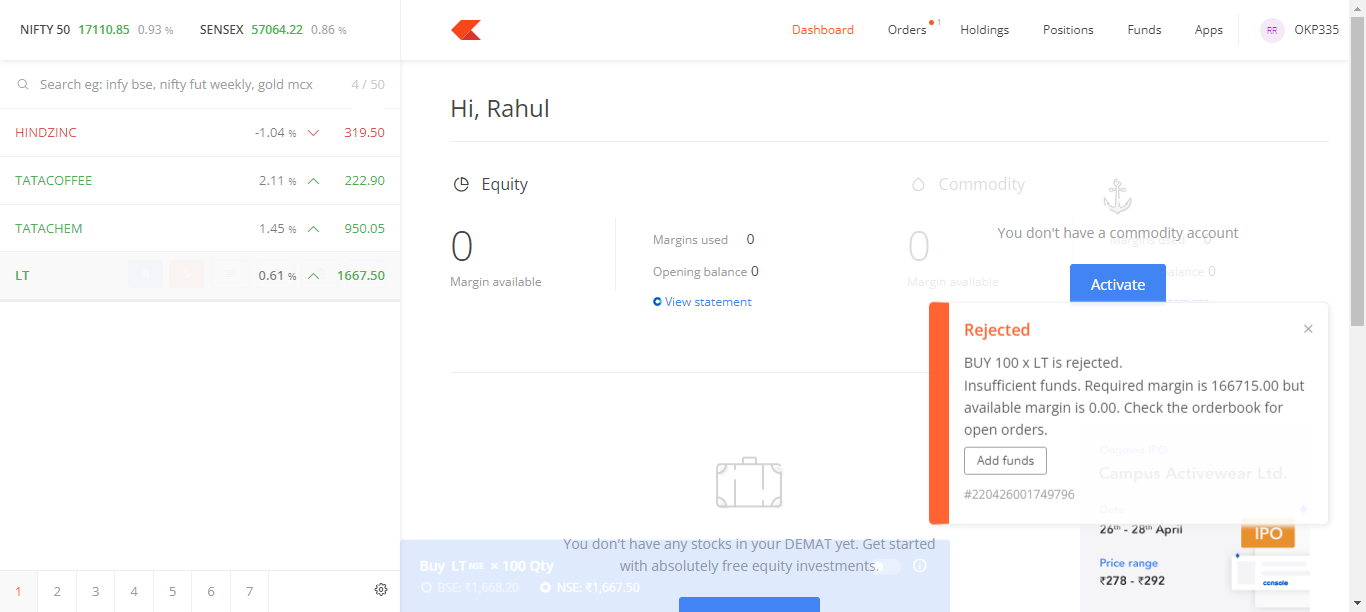 NIFTY 50 17110.85 0.93 % SENSEX 57064.22 0.86 %
Dashboard Orders 1 Holdings Positions Funds Apps RR OKP335
Search eg: infy bse, nifty fut weekly, gold mcx 4 / 50
HINDZINC -1.04 % 319.50
TATACOFFEE 2.11 % 222.90
TATACHEM 1.45 % 950.05
LT 0.61 % 1667.50
1 2 3 4 5 6 7
Hi, Rahul
Equity
0
Margin available
Margins used 0
Opening balance 0
View statement
Commodity
0
Margin available
Margins used 0
balance 0
You don't have a commodity account
Activate
Rejected ×
BUY 100 x LT is rejected.
Insufficient funds. Required margin is 166715.00 but
available margin is 0.00. Check the orderbook for
open orders.
Add funds
#220426001749796
You don't have any stocks in your DEMAT yet. Get started
with absolutely free equity investments.
Buy LT NSE × 100 Qty
BSE: ₹1,668.20 NSE: ₹1,667.50
Ongoing IPO
Campus Activewear Ltd.
Date
26th - 28th April
IPO
Price range
₹278 - ₹292
console